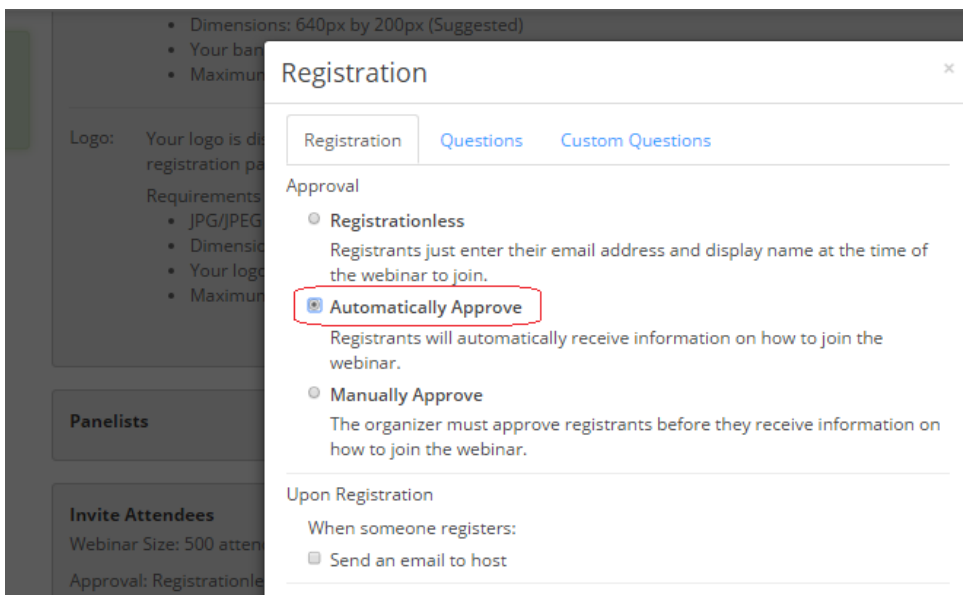 Dimensions: 640px by 200px (Suggested)
Your ban
Maximun
Logo: Your logo is dis
registration pa
Requirements
JPG/JPEG
Dimensio
Your logo
Maximun
Panelists
Invite Attendees
Webinar Size: 500 atten
Approval: Registrationle
Registration ×
Registration Questions Custom Questions
Approval
Registrationless
Registrants just enter their email address and display name at the time of
the webinar to join.
Automatically Approve
Registrants will automatically receive information on how to join the
webinar.
Manually Approve
The organizer must approve registrants before they receive information on
how to join the webinar.
Upon Registration
When someone registers:
Send an email to host